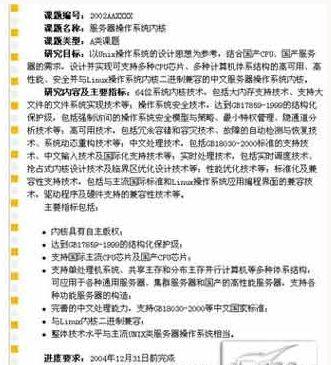 课题编号：2002AAXXXX
课题名称：服务器操作系统内核
课题类型：A类课题
研究目标：以Unix操作系统的设计思想为参考，结合国产CPU、国产服务
器的需求，设计并实现可支持多种CPU芯片、多种计算机体系结构的高可用、高
性能、安全并与Linux操作系统内核二进制兼容的中文服务器操作系统内核。
研究内容及主要指标：64位系统内核技术，包括大内存支持技术、支持大
文件的文件系统实现技术等；操作系统安全技术，达到GB17859-1999的结构化
保护级，包括强制访问的操作系统安全模型与策略、最小特权管理、隐通道分
析技术等；高可用技术，包括冗余容错和容灾技术、故障的自动检测与恢复技
术、系统动态重构技术等；中文处理技术，包括GB18030-2000标准的支持技
术、中文输入技术及国际化支持技术等；实时处理技术，包括实时调度技术、
抢占式内核设计技术及临界区优化设计技术等；性能优化技术等；标准化及兼
容性支持技术，包括与主流国际标准和Linux操作系统应用编程界面的兼容技
术，驱动程序及硬件支持的兼容性技术等。
主要指标包括：
• 内核具有自主版权；
• 达到GB17859-1999的结构化保护级；
• 支持国际主流CPU芯片及国产CPU芯片；
• 支持单处理机系统、共享主存和分布主存并行计算机等多种体系结构，
可应用于各种通用服务器、集群服务器和国产的高性能服务器，支持各
种功能服务器的构造；
• 完善的中文处理能力，支持GB18030-2000等中文国家标准；
• 与Linux内核二进制兼容；
• 整体技术水平与主流UNIX类服务器操作系统相当。
进度要求：2004年12月31日前完成